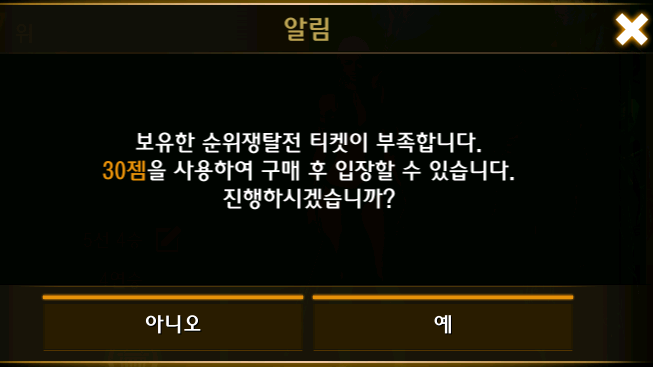 알림
보유한 순위쟁탈전 티켓이 부족합니다.
30젬을 사용하여 구매 후 입장할 수 있습니다.
진행하시겠습니까?
아니오
예